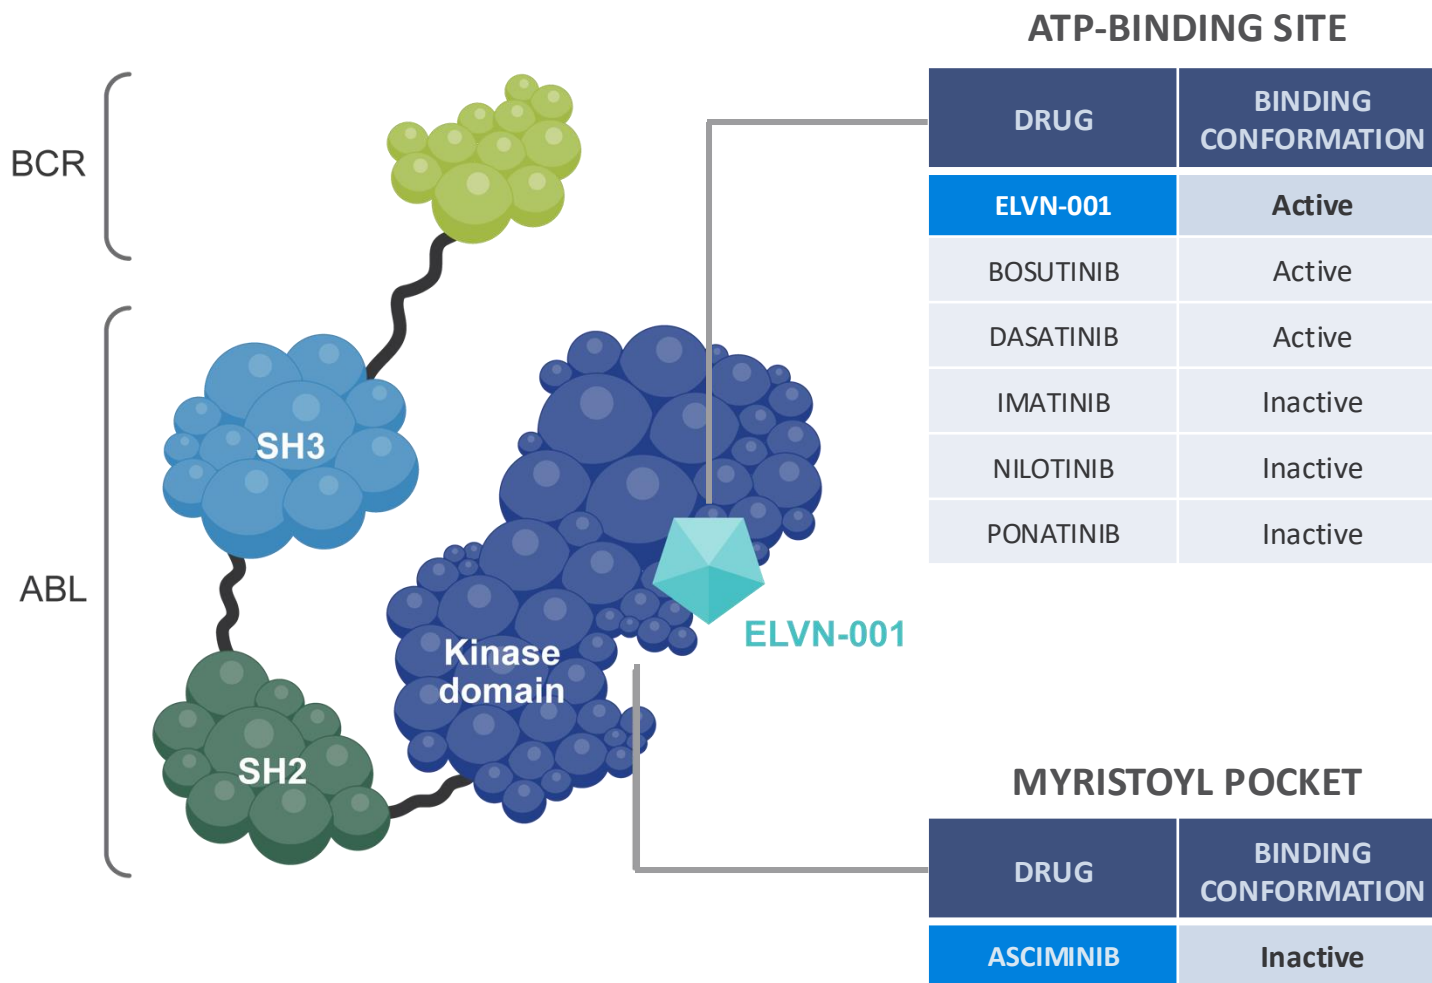 BCR
ABL
SH3
SH2
Kinase
domain
ELVN-001
ATP-BINDING SITE
DRUG
BINDING
CONFORMATION
ELVN-001 Active
BOSUTINIB Active
DASATINIB Active
IMATINIB Inactive
NILOTINIB Inactive
PONATINIB Inactive
MYRISTOYL POCKET
DRUG
BINDING
CONFORMATION
ASCIMINIB Inactive